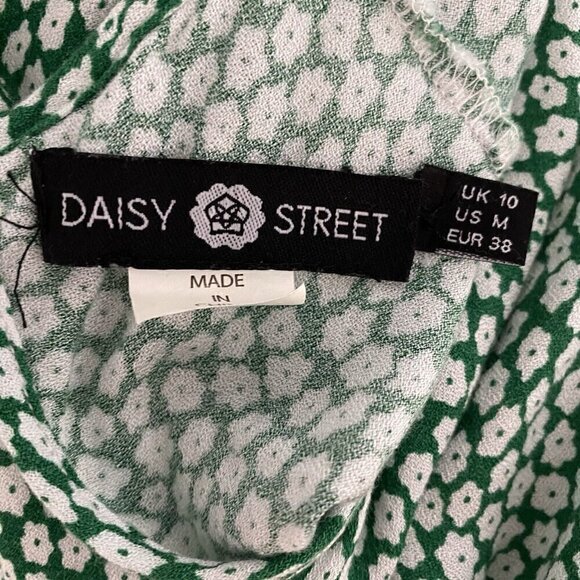 DAISY STREET
UK 10
US M
EUR 38
MADE
IN